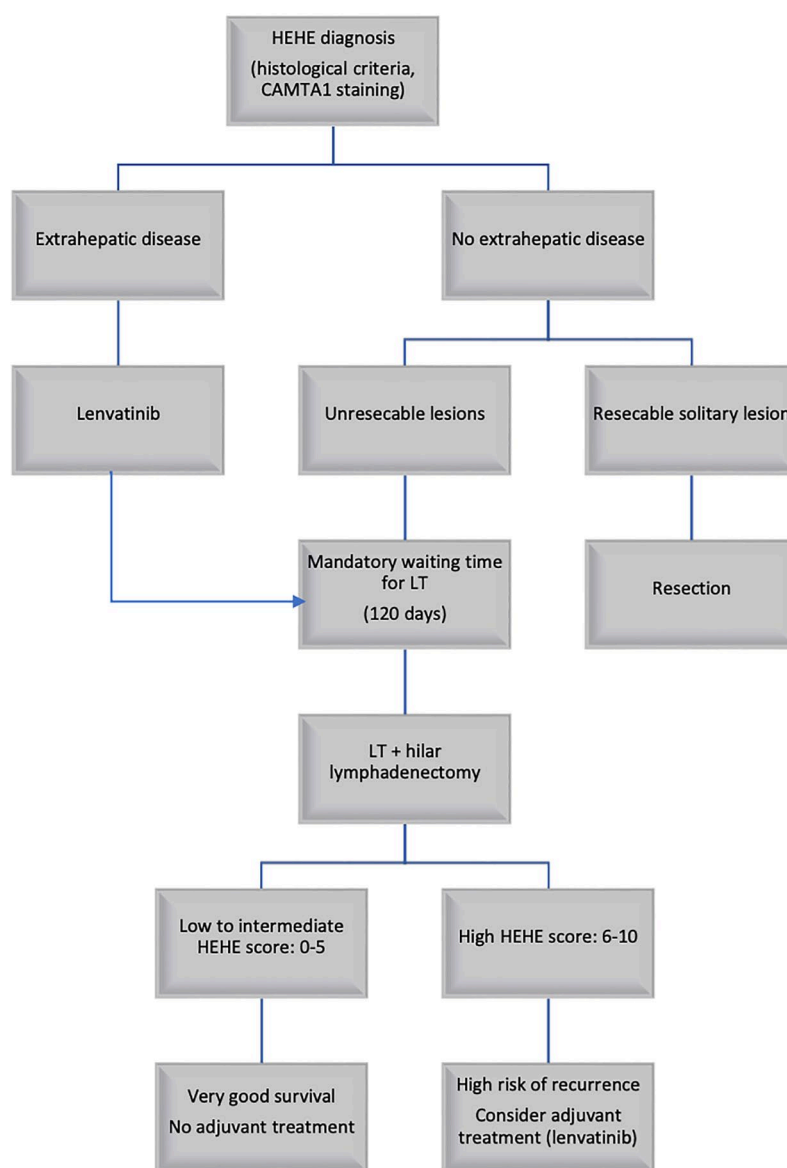 HEHE diagnosis
(histological criteria,
CAMTA1 staining)
Extrahepatic disease
No extrahepatic disease
Lenvatinib
Unresecable lesions
Resecable solitary lesion
Mandatory waiting time
for LT
(120 days)
Resection
LT + hilar
lymphadenectomy
Low to intermediate
HEHE score: 0-5
High HEHE score: 6-10
Very good survival
No adjuvant treatment
High risk of recurrence
Consider adjuvant
treatment (lenvatinib)